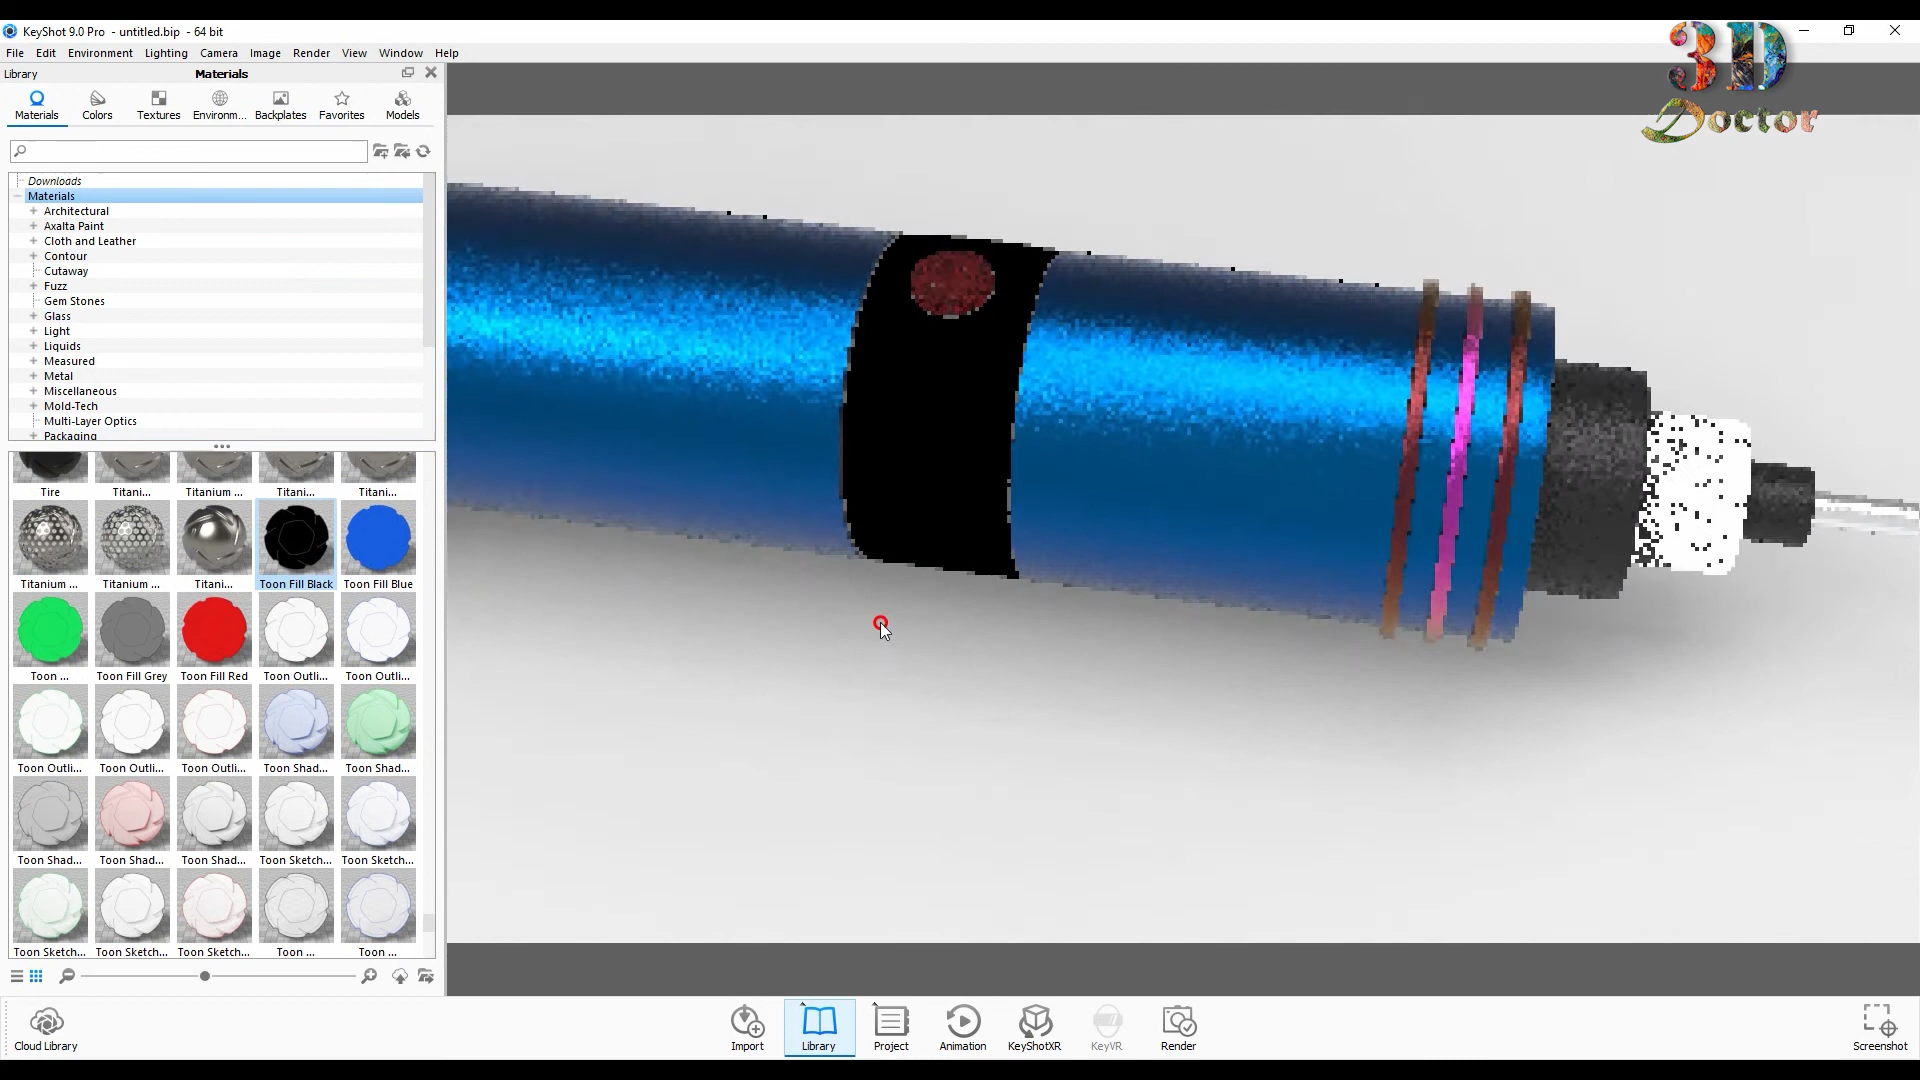 KeyShot 9.0 Pro - untitled.bip - 64 bit
File Edit Environment Lighting Camera Image Render View Window Help
3D
Doctor
Library Materials
Materials Colors Textures Environm... Backplates Favorites Models
Downloads
Materials
Architectural
Axalta Paint
Cloth and Leather
Contour
Cutaway
Fuzz
Gem Stones
Glass
Light
Liquids
Measured
Metal
Miscellaneous
Mold-Tech
Multi-Layer Optics
Packaging
Tire Titani... Titanium ... Titani... Titani...
Titanium ... Titanium ... Titani... Toon Fill Black Toon Fill Blue
Toon ... Toon Fill Grey Toon Fill Red Toon Outli... Toon Outli...
Toon Outli... Toon Outli... Toon Outli... Toon Shad... Toon Shad...
Toon Shad... Toon Shad... Toon Shad... Toon Sketch... Toon Sketch...
Toon Sketch... Toon Sketch... Toon Sketch... Toon ... Toon ...
Cloud Library Import Library Project Animation KeyShotXR KeyVR Render Screenshot